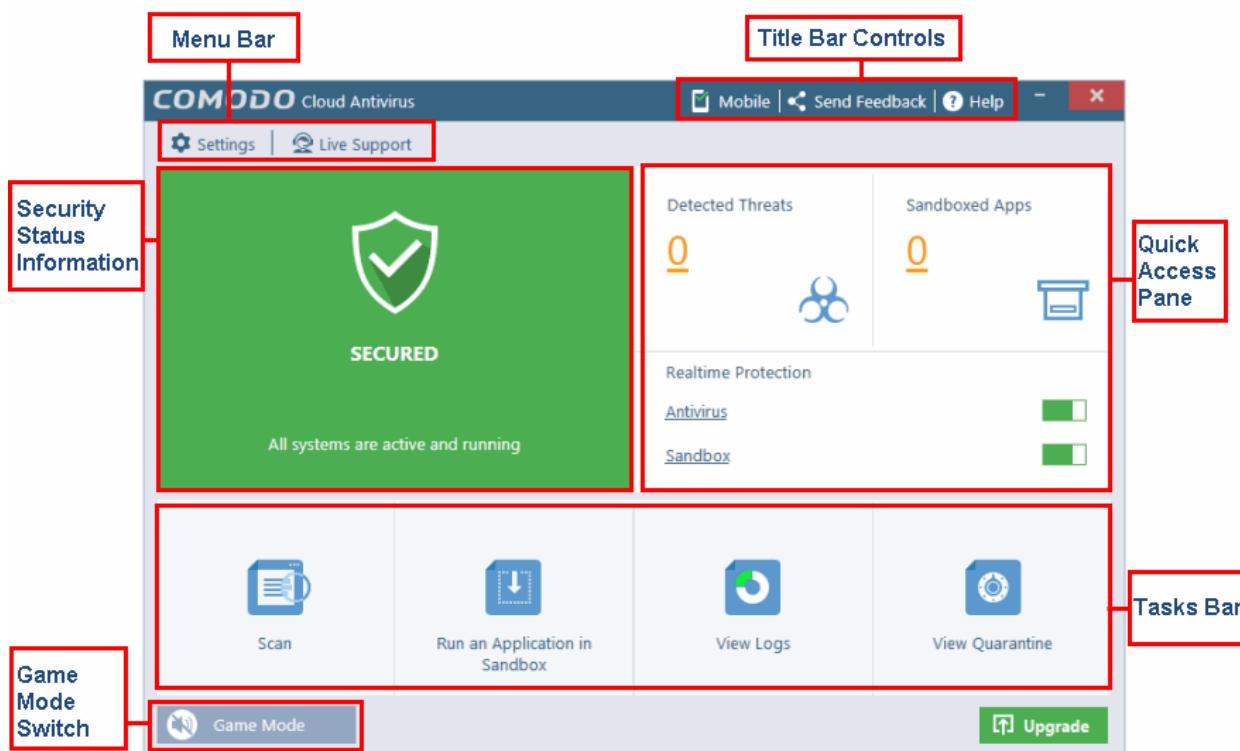 Menu Bar
Title Bar Controls
COMODO Cloud Antivirus
Mobile
Send Feedback
? Help
Settings
Live Support
Security
Status
Information
SECURED
All systems are active and running
Detected Threats
0
Sandboxed Apps
0
Quick
Access
Pane
Realtime Protection
Antivirus
Sandbox
Scan
Run an Application in
Sandbox
View Logs
View Quarantine
Tasks Bar
Game
Mode
Switch
Game Mode
Upgrade